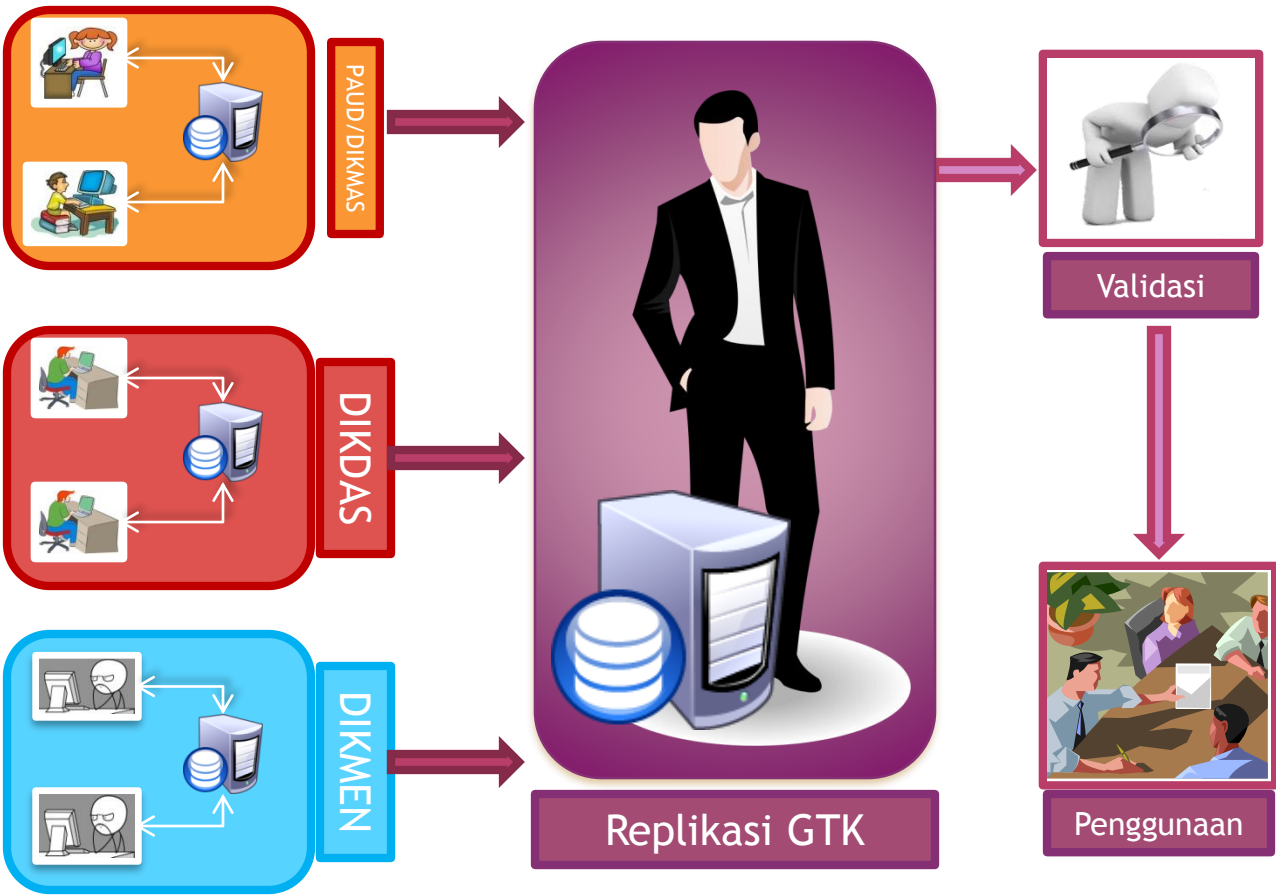 PAUD/DIKMAS
DIKDAS
DIKMEN
Replikasi GTK
Validasi
Penggunaan